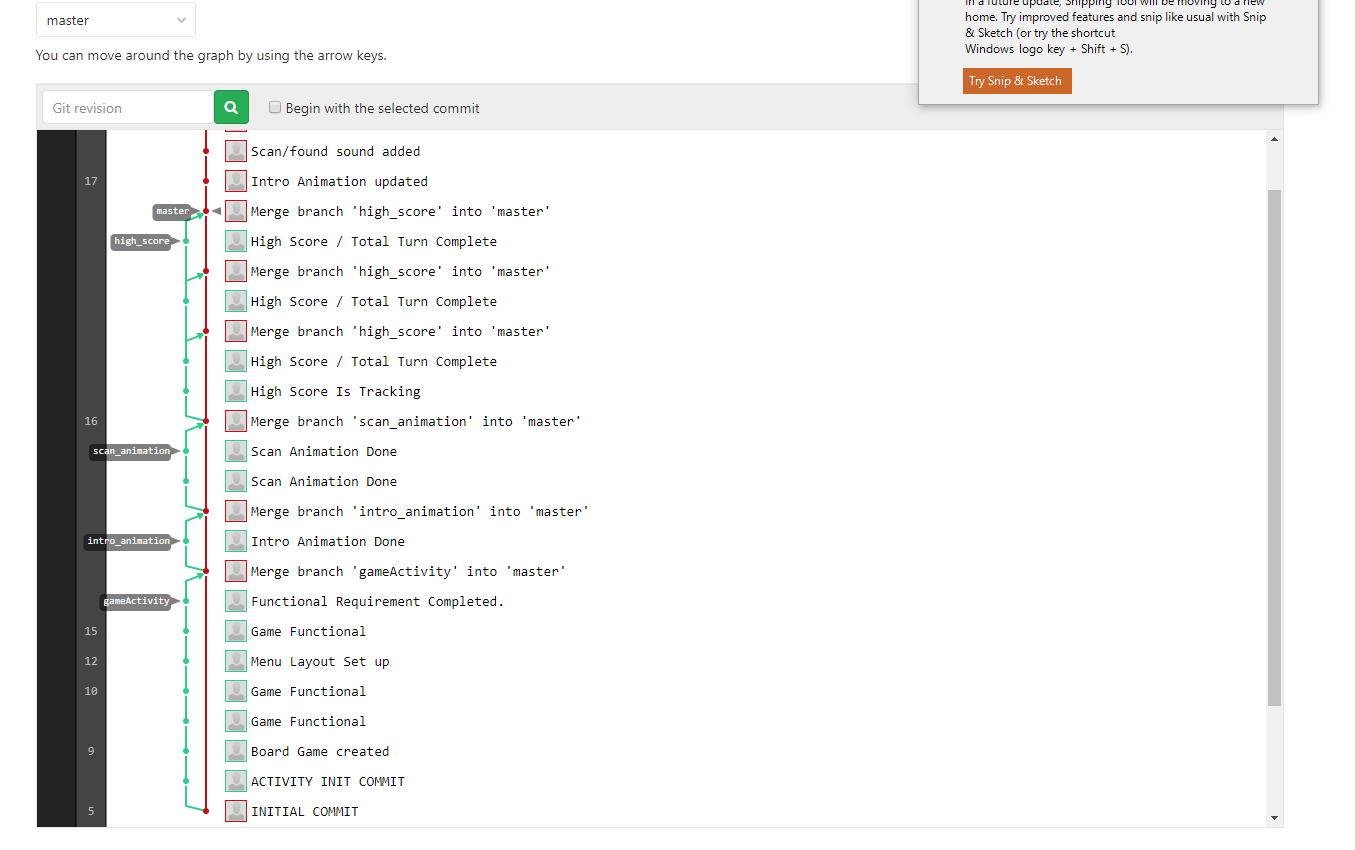 master
You can move around the graph by using the arrow keys.
In a future update, Snipping Tool will be moving to a new
home. Try improved features and snip like usual with Snip
& Sketch (or try the shortcut
Windows logo key + Shift + S).
Try Snip & Sketch
Git revision
Begin with the selected commit
Scan/found sound added
17 Intro Animation updated
master Merge branch 'high_score' into 'master'
high_score High Score / Total Turn Complete
Merge branch 'high_score' into 'master'
High Score / Total Turn Complete
Merge branch 'high_score' into 'master'
High Score / Total Turn Complete
High Score Is Tracking
16 Merge branch 'scan_animation' into 'master'
scan_animation Scan Animation Done
Scan Animation Done
Merge branch 'intro_animation' into 'master'
intro_animation Intro Animation Done
Merge branch 'gameActivity' into 'master'
gameActivity Functional Requirement Completed.
15 Game Functional
12 Menu Layout Set up
10 Game Functional
Game Functional
9 Board Game created
ACTIVITY INIT COMMIT
5 INITIAL COMMIT